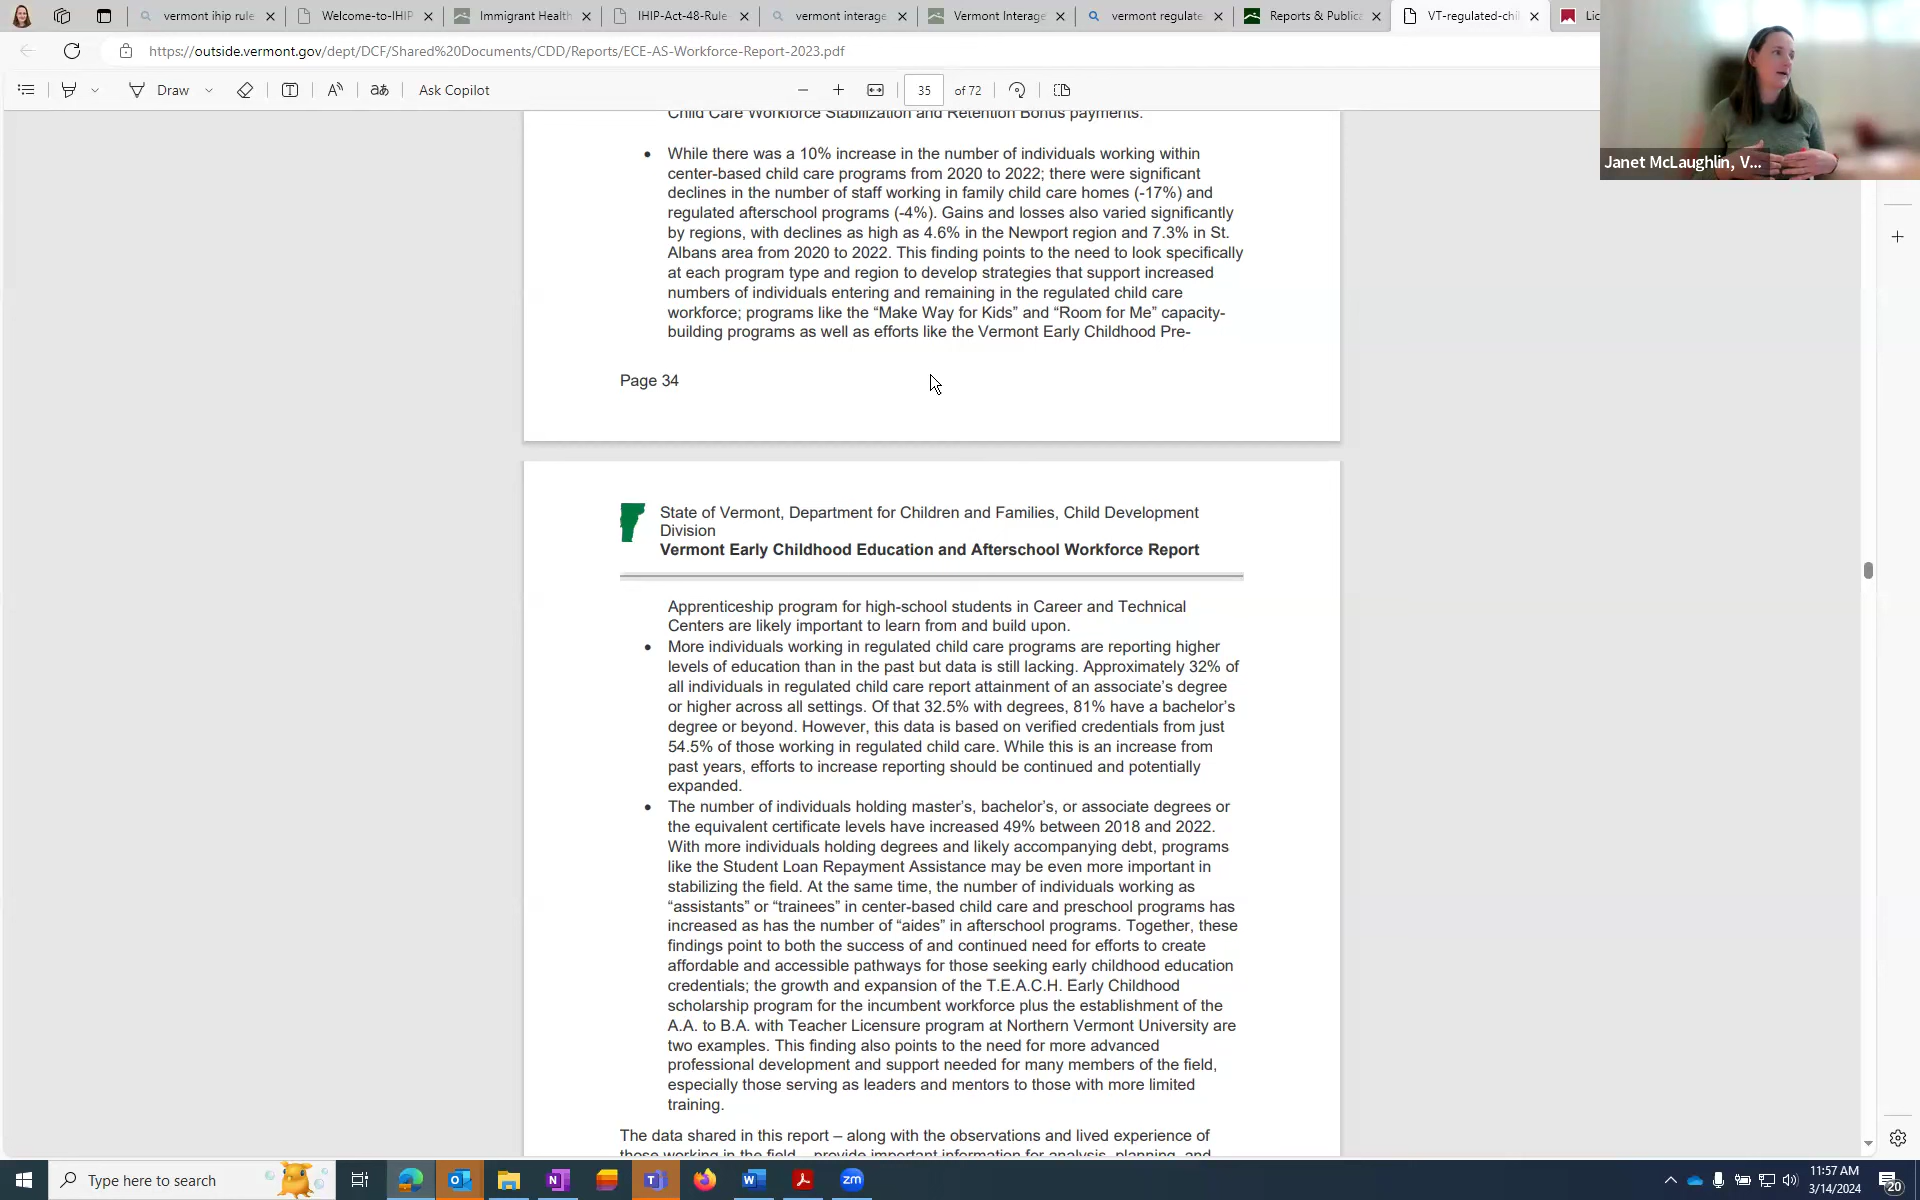 vermont ihip rule
Welcome-to-IHIP
Immigrant Health
IHIP-Act-48-Rule
vermont interage
Vermont Interage
vermont regulate
Reports & Publica
VT-regulated-chi
Lic
https://outside.vermont.gov/dept/DCF/Shared%20Documents/CDD/Reports/ECE-AS-Workforce-Report-2023.pdf
Draw
Ask Copilot
35 of 72
Janet McLaughlin, V...
Child Care Workforce Stabilization and Retention Bonus payments.
• While there was a 10% increase in the number of individuals working within
center-based child care programs from 2020 to 2022; there were significant
declines in the number of staff working in family child care homes (-17%) and
regulated afterschool programs (-4%). Gains and losses also varied significantly
by regions, with declines as high as 4.6% in the Newport region and 7.3% in St.
Albans area from 2020 to 2022. This finding points to the need to look specifically
at each program type and region to develop strategies that support increased
numbers of individuals entering and remaining in the regulated child care
workforce; programs like the “Make Way for Kids” and “Room for Me” capacity-
building programs as well as efforts like the Vermont Early Childhood Pre-
Page 34
State of Vermont, Department for Children and Families, Child Development
Division
Vermont Early Childhood Education and Afterschool Workforce Report
Apprenticeship program for high-school students in Career and Technical
Centers are likely important to learn from and build upon.
• More individuals working in regulated child care programs are reporting higher
levels of education than in the past but data is still lacking. Approximately 32% of
all individuals in regulated child care report attainment of an associate’s degree
or higher across all settings. Of that 32.5% with degrees, 81% have a bachelor’s
degree or beyond. However, this data is based on verified credentials from just
54.5% of those working in regulated child care. While this is an increase from
past years, efforts to increase reporting should be continued and potentially
expanded.
• The number of individuals holding master’s, bachelor’s, or associate degrees or
the equivalent certificate levels have increased 49% between 2018 and 2022.
With more individuals holding degrees and likely accompanying debt, programs
like the Student Loan Repayment Assistance may be even more important in
stabilizing the field. At the same time, the number of individuals working as
“assistants” or “trainees” in center-based child care and preschool programs has
increased as has the number of “aides” in afterschool programs. Together, these
findings point to both the success of and continued need for efforts to create
affordable and accessible pathways for those seeking early childhood education
credentials; the growth and expansion of the T.E.A.C.H. Early Childhood
scholarship program for the incumbent workforce plus the establishment of the
A.A. to B.A. with Teacher Licensure program at Northern Vermont University are
two examples. This finding also points to the need for more advanced
professional development and support needed for many members of the field,
especially those serving as leaders and mentors to those with more limited
training.
The data shared in this report – along with the observations and lived experience of
those working in the field – provide important information for analysis, planning, and
Type here to search
11:57 AM
3/14/2024
20